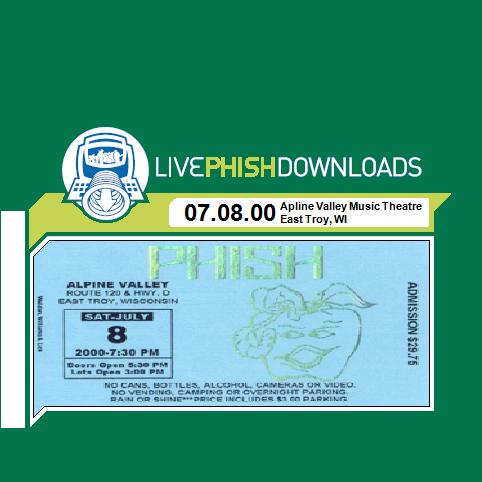 LIVEPHISHDOWNLOADS
07.08.00
Apline Valley Music Theatre
East Troy, WI
PHISH
ALPINE VALLEY
ROUTE 120 & HWY. D
EAST TROY, WISCONSIN
SAT-JULY
8
2000-7:30 PM
Doors Open 5:30 PM
Lots Open 3:00 PM
NO CANS, BOTTLES, ALCOHOL, CAMERAS OR VIDEO.
NO VENDING, CAMPING OR OVERNIGHT PARKING.
RAIN OR SHINE***PRICE INCLUDES $3.00 PARKING
ADMISSION $29.75